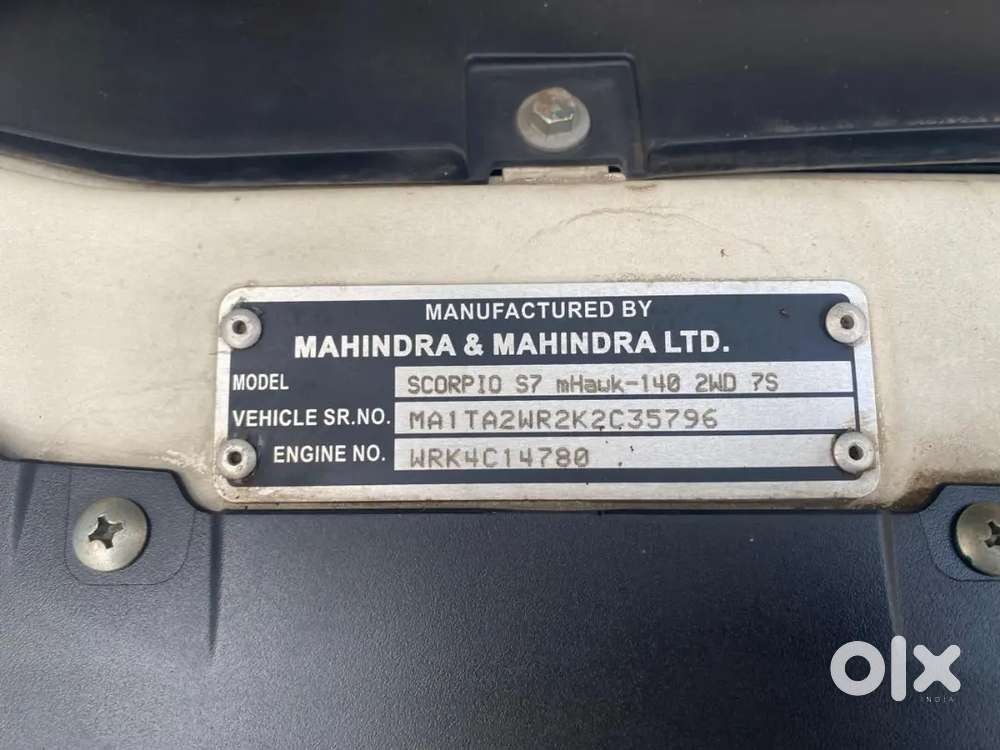 MANUFACTURED BY
MAHINDRA & MAHINDRA LTD.
MODEL SCORPIO S7 mHawk-140 2WD 7S
VEHICLE SR.NO. MA1TA2WR2K2C35796
ENGINE NO. WRK4C14780
olx
INDIA